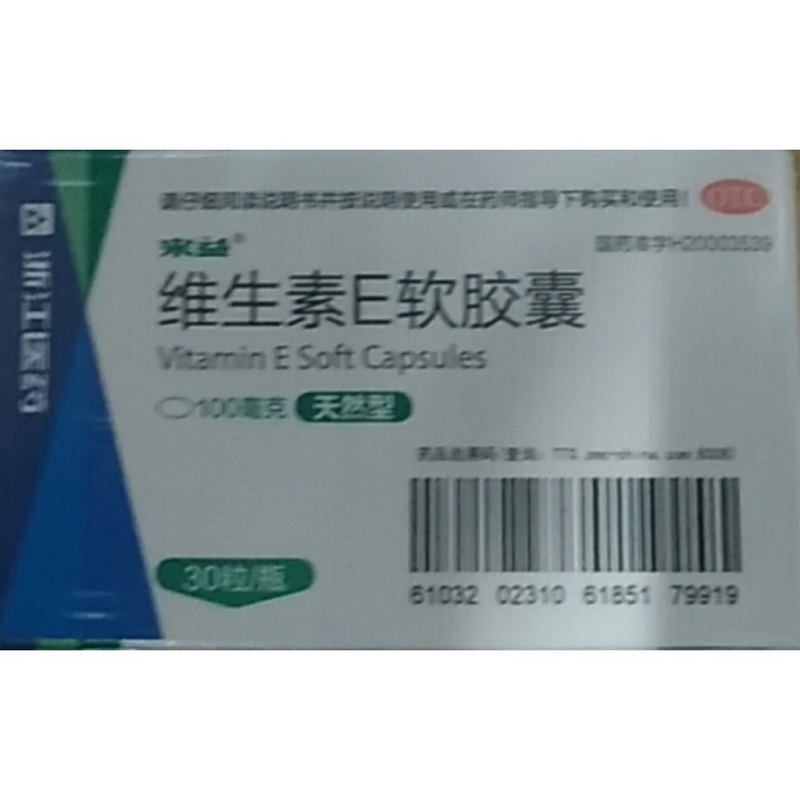 请仔细阅读说明书并按说明使用或在药师指导下购买和使用!
OTC
来益®
国药准字H20003539
维生素E软胶囊
Vitamin E Soft Capsules
100毫克 天然型
30粒/瓶
61032 02310 61851 79919
浙江医药